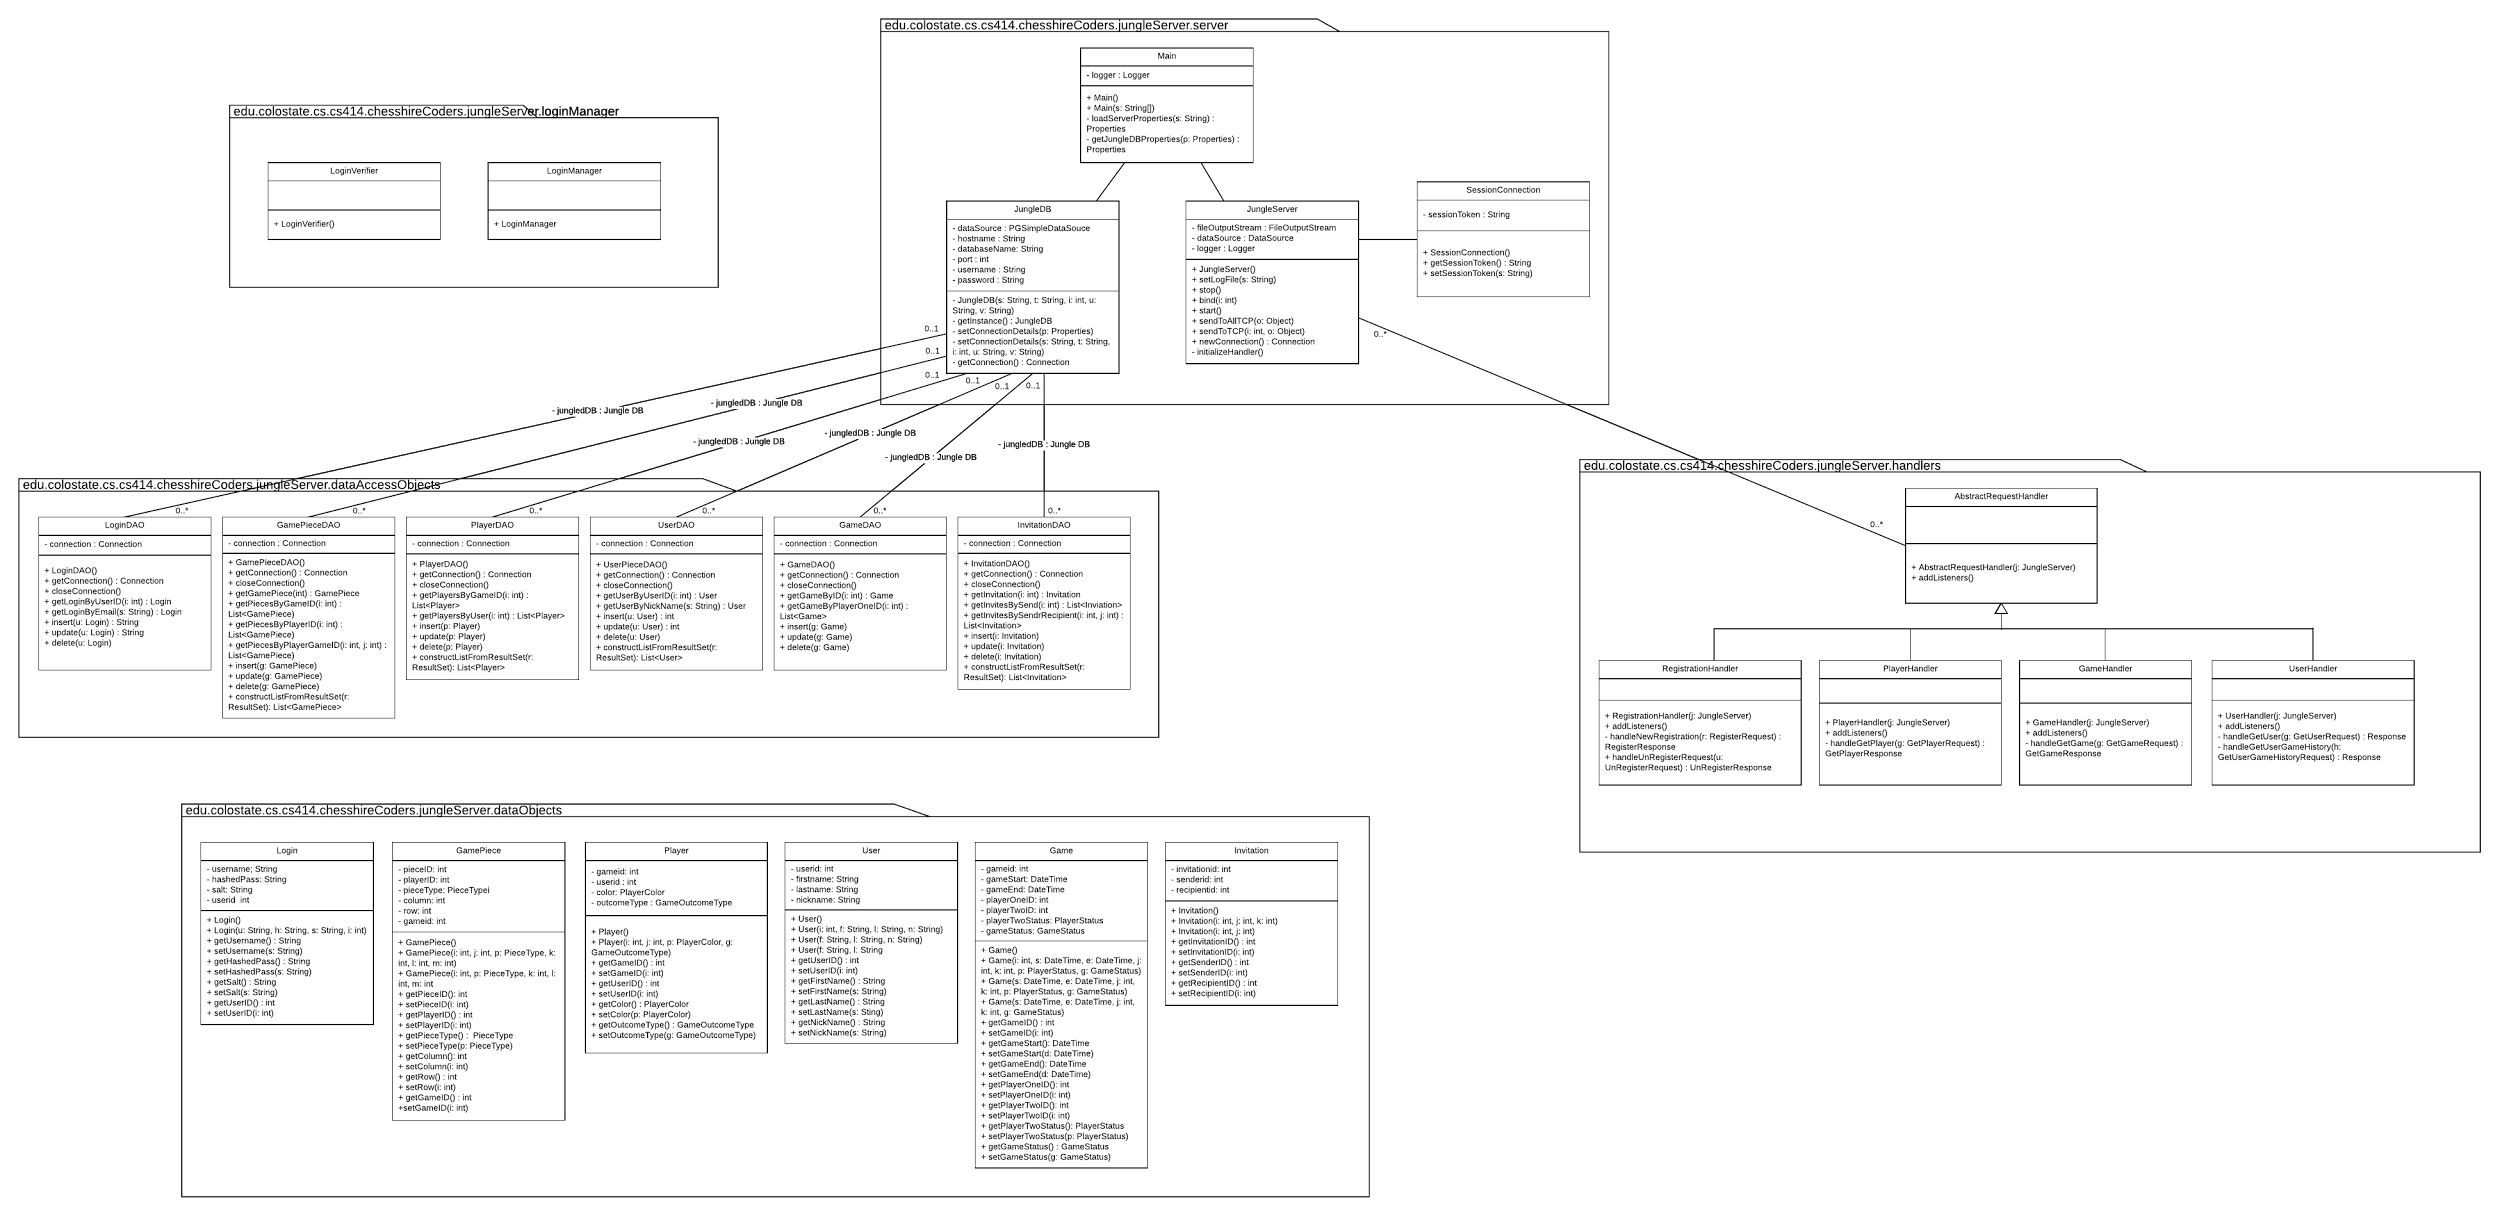 edu.colostate.cs.cs414.chesshireCoders.jungleServer.server
Main
- logger : Logger
+ Main()
+ Main(s: String[])
- loadServerProperties(s: String) :
Properties
- getJungleDBProperties(p: Properties) :
Properties
edu.colostate.cs.cs414.chesshireCoders.jungleServer.loginManager
LoginVerifier
+ LoginVerifier()
LoginManager
+ LoginManager
JungleDB
- dataSource : PGSimpleDataSouce
- hostname : String
- databaseName: String
- port : int
- username : String
- password : String
- JungleDB(s: String, t: String, i: int, u:
String, v: String)
- getInstance() : JungleDB
- setConnectionDetails(p: Properties)
- setConnectionDetails(s: String, t: String,
i: int, u: String, v: String)
- getConnection() : Connection
JungleServer
- fileOutputStream : FileOutputStream
- dataSource : DataSource
- logger : Logger
+ JungleServer()
+ setLogFile(s: String)
+ stop()
+ bind(i: int)
+ start()
+ sendToAllTCP(o: Object)
+ sendToTCP(i: int, o: Object)
+ newConnection() : Connection
- initializeHandler()
SessionConnection
- sessionToken : String
+ SessionConnection()
+ getSessionToken() : String
+ setSessionToken(s: String)
0..1
0..1
0..1
0..1
0..1
0..1
0..*
- jungledDB : Jungle DB
- jungledDB : Jungle DB
- jungledDB : Jungle DB
- jungledDB : Jungle DB
- jungledDB : Jungle DB
- jungledDB : Jungle DB
edu.colostate.cs.cs414.chesshireCoders.jungleServer.dataAccessObjects
0..*
0..*
0..*
0..*
0..*
0..*
LoginDAO
- connection : Connection
+ LoginDAO()
+ getConnection() : Connection
+ closeConnection()
+ getLoginByUserID(i: int) : Login
+ getLoginByEmail(s: String) : Login
+ insert(u: Login) : String
+ update(u: Login) : String
+ delete(u: Login)
GamePieceDAO
- connection : Connection
+ GamePieceDAO()
+ getConnection() : Connection
+ closeConnection()
+ getGamePiece(int) : GamePiece
+ getPiecesByGameID(i: int) :
List<GamePiece)
+ getPiecesByPlayerID(i: int) :
List<GamePiece)
+ getPiecesByPlayerGameID(i: int, j: int) :
List<GamePiece)
+ insert(g: GamePiece)
+ update(g: GamePiece)
+ delete(g: GamePiece)
+ constructListFromResultSet(r:
ResultSet): List<GamePiece>
PlayerDAO
- connection : Connection
+ PlayerDAO()
+ getConnection() : Connection
+ closeConnection()
+ getPlayersByGameID(i: int) :
List<Player>
+ getPlayersByUser(i: int) : List<Player>
+ insert(p: Player)
+ update(p: Player)
+ delete(p: Player)
+ constructListFromResultSet(r:
ResultSet): List<Player>
UserDAO
- connection : Connection
+ UserPieceDAO()
+ getConnection() : Connection
+ closeConnection()
+ getUserByUserID(i: int) : User
+ getUserByNickName(s: String) : User
+ insert(u: User) : int
+ update(u: User) : int
+ delete(u: User)
+ constructListFromResultSet(r:
ResultSet): List<User>
GameDAO
- connection : Connection
+ GameDAO()
+ getConnection() : Connection
+ closeConnection()
+ getGameByID(i: int) : Game
+ getGameByPlayerOneID(i: int) :
List<Game>
+ insert(g: Game)
+ update(g: Game)
+ delete(g: Game)
InvitationDAO
- connection : Connection
+ InvitationDAO()
+ getConnection() : Connection
+ closeConnection()
+ getInvitation(i: int) : Invitation
+ getInvitesBySend(i: int) : List<Inviation>
+ getInvitesBySendrRecipient(i: int, j: int) :
List<Invitation>
+ insert(i: Invitation)
+ update(i: Invitation)
+ delete(i: Invitation)
+ constructListFromResultSet(r:
ResultSet): List<Invitation>
edu.colostate.cs.cs414.chesshireCoders.jungleServer.handlers
0..*
AbstractRequestHandler
+ AbstractRequestHandler(j: JungleServer)
+ addListeners()
RegistrationHandler
+ RegistrationHandler(j: JungleServer)
+ addListeners()
- handleNewRegistration(r: RegisterRequest) :
RegisterResponse
+ handleUnRegisterRequest(u:
UnRegisterRequest) : UnRegisterResponse
PlayerHandler
+ PlayerHandler(j: JungleServer)
+ addListeners()
- handleGetPlayer(g: GetPlayerRequest) :
GetPlayerResponse
GameHandler
+ GameHandler(j: JungleServer)
+ addListeners()
- handleGetGame(g: GetGameRequest) :
GetGameResponse
UserHandler
+ UserHandler(j: JungleServer)
+ addListeners()
- handleGetUser(g: GetUserRequest) : Response
- handleGetUserGameHistory(h:
GetUserGameHistoryRequest) : Response
edu.colostate.cs.cs414.chesshireCoders.jungleServer.dataObjects
Login
- username; String
- hashedPass: String
- salt: String
- userid  int
+ Login()
+ Login(u: String, h: String, s: String, i: int)
+ getUsername() : String
+ setUsername(s: String)
+ getHashedPass() : String
+ setHashedPass(s: String)
+ getSalt() : String
+ setSalt(s: String)
+ getUserID() : int
+ setUserID(i: int)
GamePiece
- pieceID: int
- playerID: int
- pieceType: PieceTypei
- column: int
- row: int
- gameid: int
+ GamePiece()
+ GamePiece(i: int, j: int, p: PieceType, k:
int, l: int, m: int)
+ GamePiece(i: int, p: PieceType, k: int, l:
int, m: int
+ getPieceID(): int
+ setPieceID(i: int)
+ getPlayerID() : int
+ setPlayerID(i: int)
+ getPieceType() :  PieceType
+ setPieceType(p: PieceType)
+ getColumn(): int
+ setColumn(i: int)
+ getRow() : int
+ setRow(i: int)
+ getGameID() : int
+setGameID(i: int)
Player
- gameid: int
- userid : int
- color: PlayerColor
- outcomeType : GameOutcomeType
+ Player()
+ Player(i: int, j: int, p: PlayerColor, g:
GameOutcomeType)
+ getGameID() : int
+ setGameID(i: int)
+ getUserID() : int
+ setUserID(i: int)
+ getColor() : PlayerColor
+ setColor(p: PlayerColor)
+ getOutcomeType() : GameOutcomeType
+ setOutcomeType(g: GameOutcomeType)
User
- userid: int
- firstname: String
- lastname: String
- nickname: String
+ User()
+ User(i: int, f: String, l: String, n: String)
+ User(f: String, l: String, n: String)
+ User(f: String, l: String
+ getUserID() : int
+ setUserID(i: int)
+ getFirstName() : String
+ setFirstName(s: String)
+ getLastName() : String
+ setLastName(s: Sting)
+ getNickName() : String
+ setNickName(s: String)
Game
- gameid: int
- gameStart: DateTime
- gameEnd: DateTime
- playerOneID: int
- playerTwoID: int
- playerTwoStatus: PlayerStatus
- gameStatus: GameStatus
+ Game()
+ Game(i: int, s: DateTime, e: DateTime, j:
int, k: int, p: PlayerStatus, g: GameStatus)
+ Game(s: DateTime, e: DateTime, j: int,
k: int, p: PlayerStatus, g: GameStatus)
+ Game(s: DateTime, e: DateTime, j: int,
k: int, g: GameStatus)
+ getGameID() : int
+ setGameID(i: int)
+ getGameStart(): DateTime
+ setGameStart(d: DateTime)
+ getGameEnd(): DateTime
+ setGameEnd(d: DateTime)
+ getPlayerOneID(): int
+ setPlayerOneID(i: int)
+ getPlayerTwoID(): int
+ setPlayerTwoID(i: int)
+ getPlayerTwoStatus(): PlayerStatus
+ setPlayerTwoStatus(p: PlayerStatus)
+ getGameStatus() : GameStatus
+ setGameStatus(g: GameStatus)
Invitation
- invitationid: int
- senderid: int
- recipientid: int
+ Invitation()
+ Invitation(i: int, j: int, k: int)
+ Invitation(i: int, j: int)
+ getInvitationID() : int
+ setInvitationID(i: int)
+ getSenderID() : int
+ setSenderID(i: int)
+ getRecipientID() : int
+ setRecipientID(i: int)